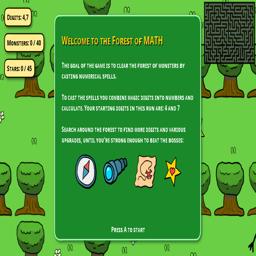 Digits: 4,7
Monsters: 0 / 40
Stars: 0 / 45
Welcome to the Forest of MATH
The goal of the game is to clear the forest of monsters by
casting numerical spells.
To cast the spells you combine magic digits into numbers and
calculate. Your starting digits in this run are: 4 and 7
Search around the forest to find more digits and various
upgrades, until you're strong enough to beat the bosses:
Press A to start